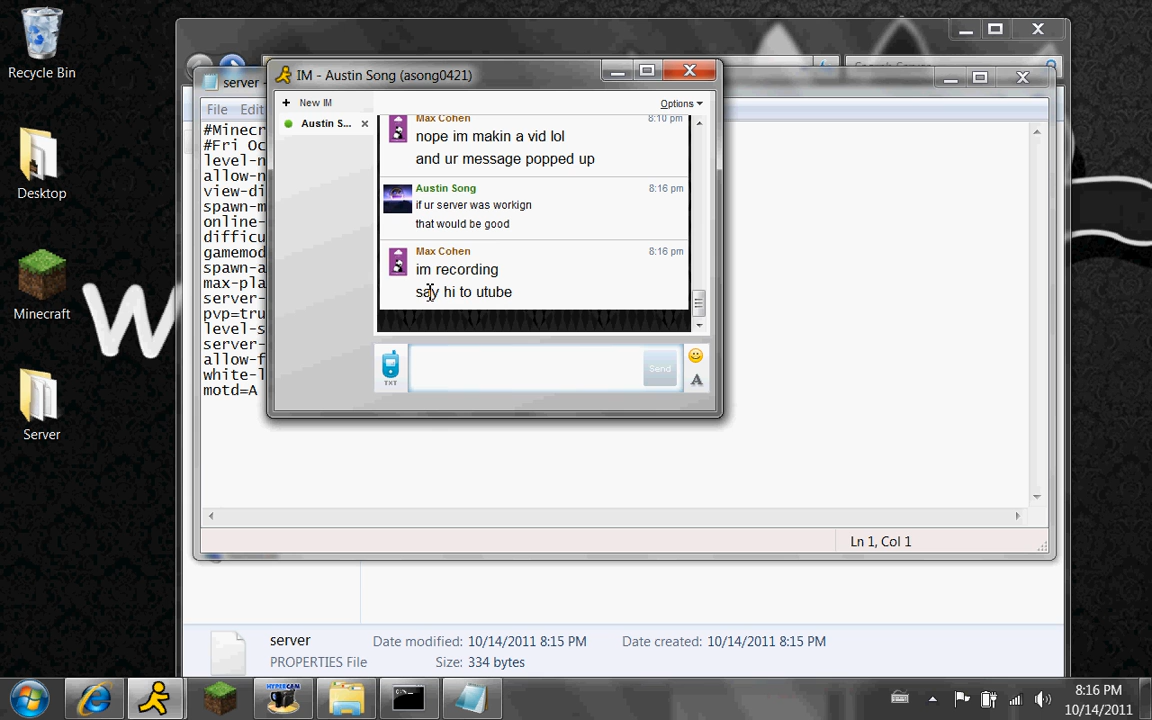 Recycle Bin
Desktop
Minecraft
Server
server -
File Edit
#Minecr
#Fri Oc
level-n
allow-n
view-di
spawn-m
online-
difficu
gamemod
spawn-a
max-pla
server-
pvp=tru
level-s
server-
allow-f
white-l
motd=A
IM - Austin Song (asong0421)
New IM
Options
Austin S...
Max Cohen 8:10 pm
nope im makin a vid lol
and ur message popped up
Austin Song 8:16 pm
if ur server was workign
that would be good
Max Cohen 8:16 pm
im recording
say hi to utube
TXT
Send
A
Search Server
W
Ln 1, Col 1
server Date modified: 10/14/2011 8:15 PM Date created: 10/14/2011 8:15 PM
PROPERTIES File Size: 334 bytes
HYPERCAM
8:16 PM
10/14/2011